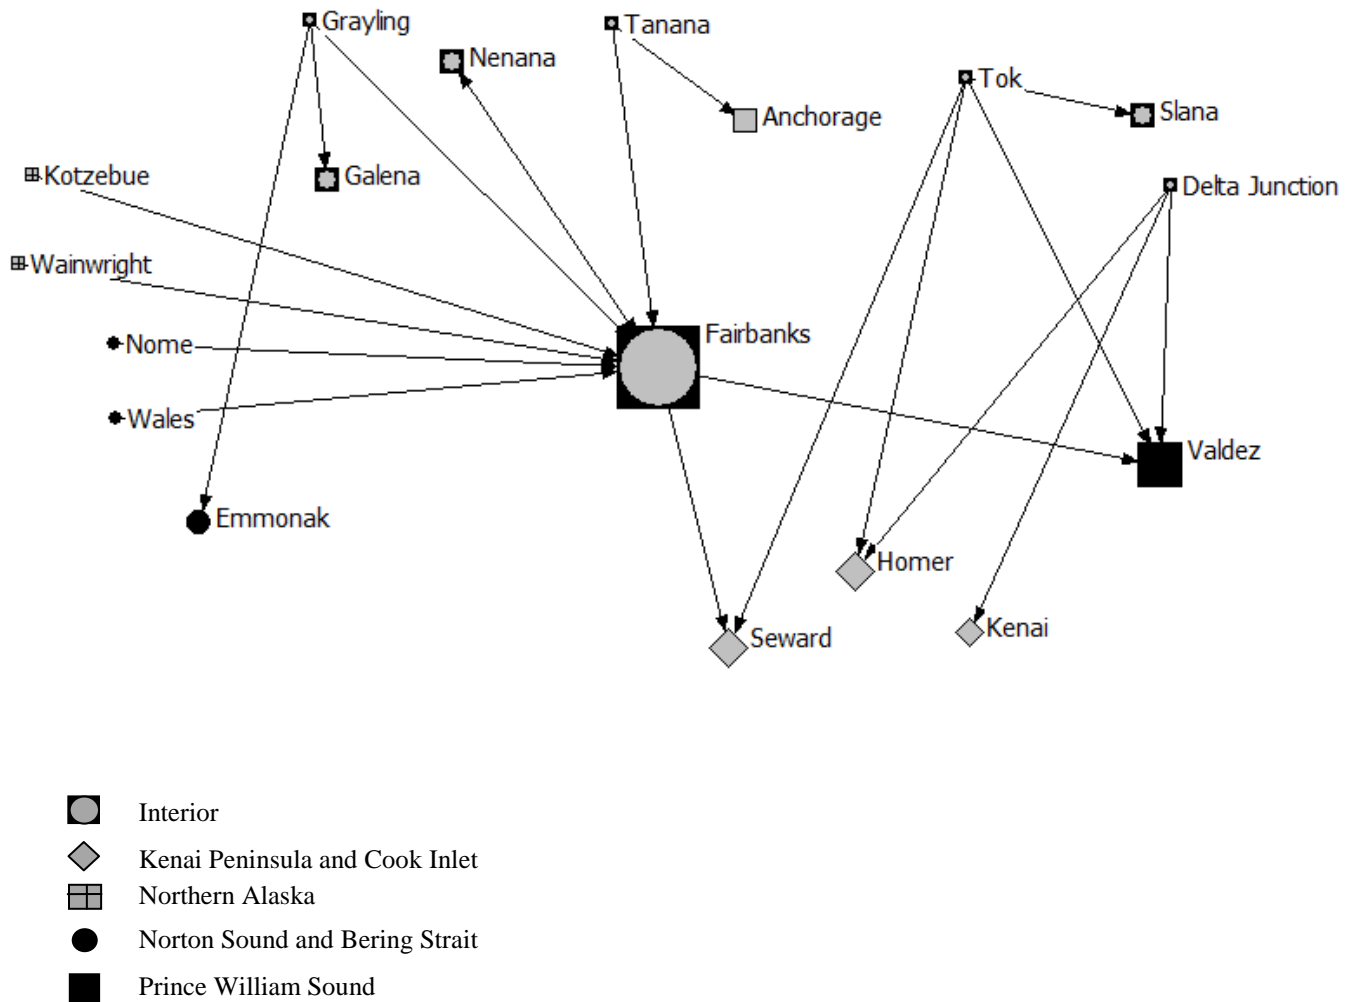 Grayling
Tanana
Nenana
Tok
Anchorage
Slana
Kotzebue
Galena
Delta Junction
Wainwright
Nome
Fairbanks
Wales
Valdez
Emmonak
Homer
Seward
Kenai
Interior
Kenai Peninsula and Cook Inlet
Northern Alaska
Norton Sound and Bering Strait
Prince William Sound